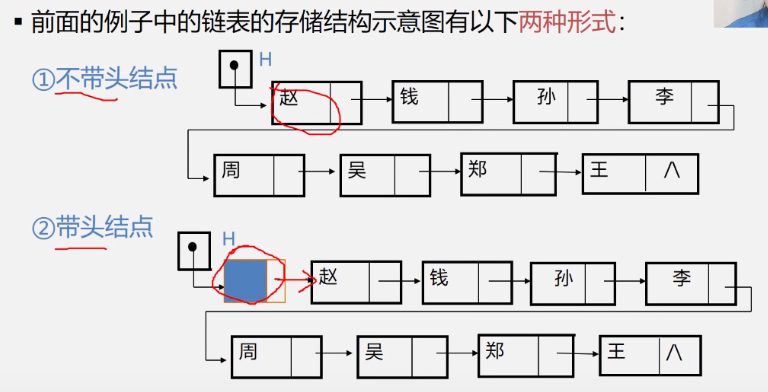 ▪ 前面的例子中的链表的存储结构示意图有以下两种形式：
H
①不带头结点
赵 钱 孙 李
周 吴 郑 王 ∧
②带头结点
H
赵 钱 孙 李
周 吴 郑 王 ∧